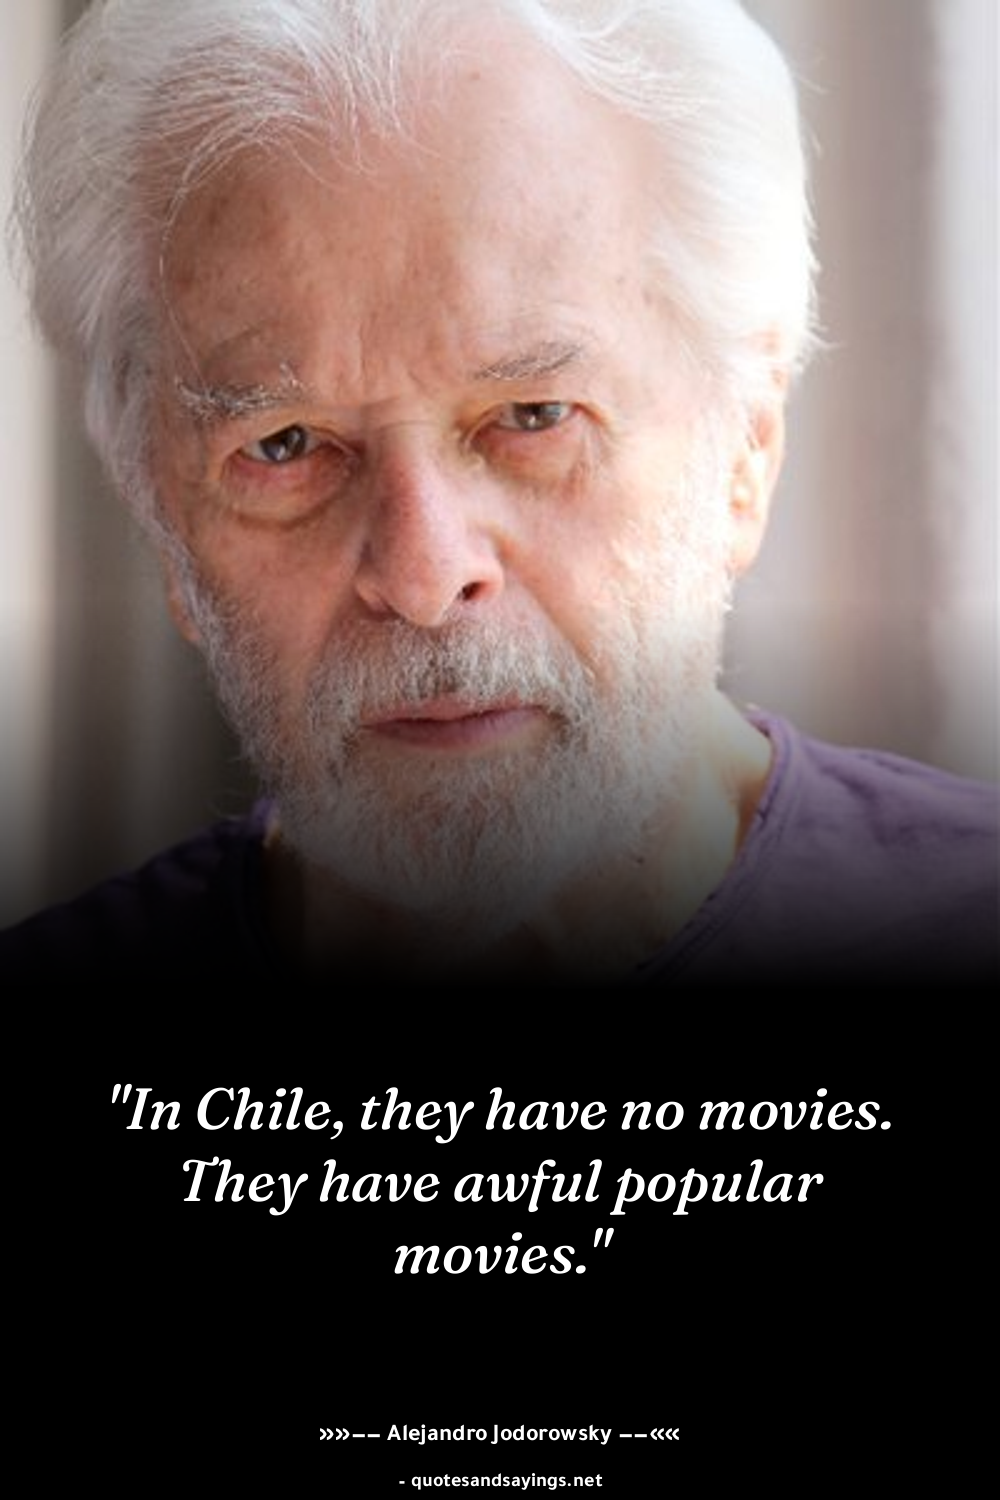 "In Chile, they have no movies.
They have awful popular
movies."
»»—— Alejandro Jodorowsky ——««
- quotesandsayings.net